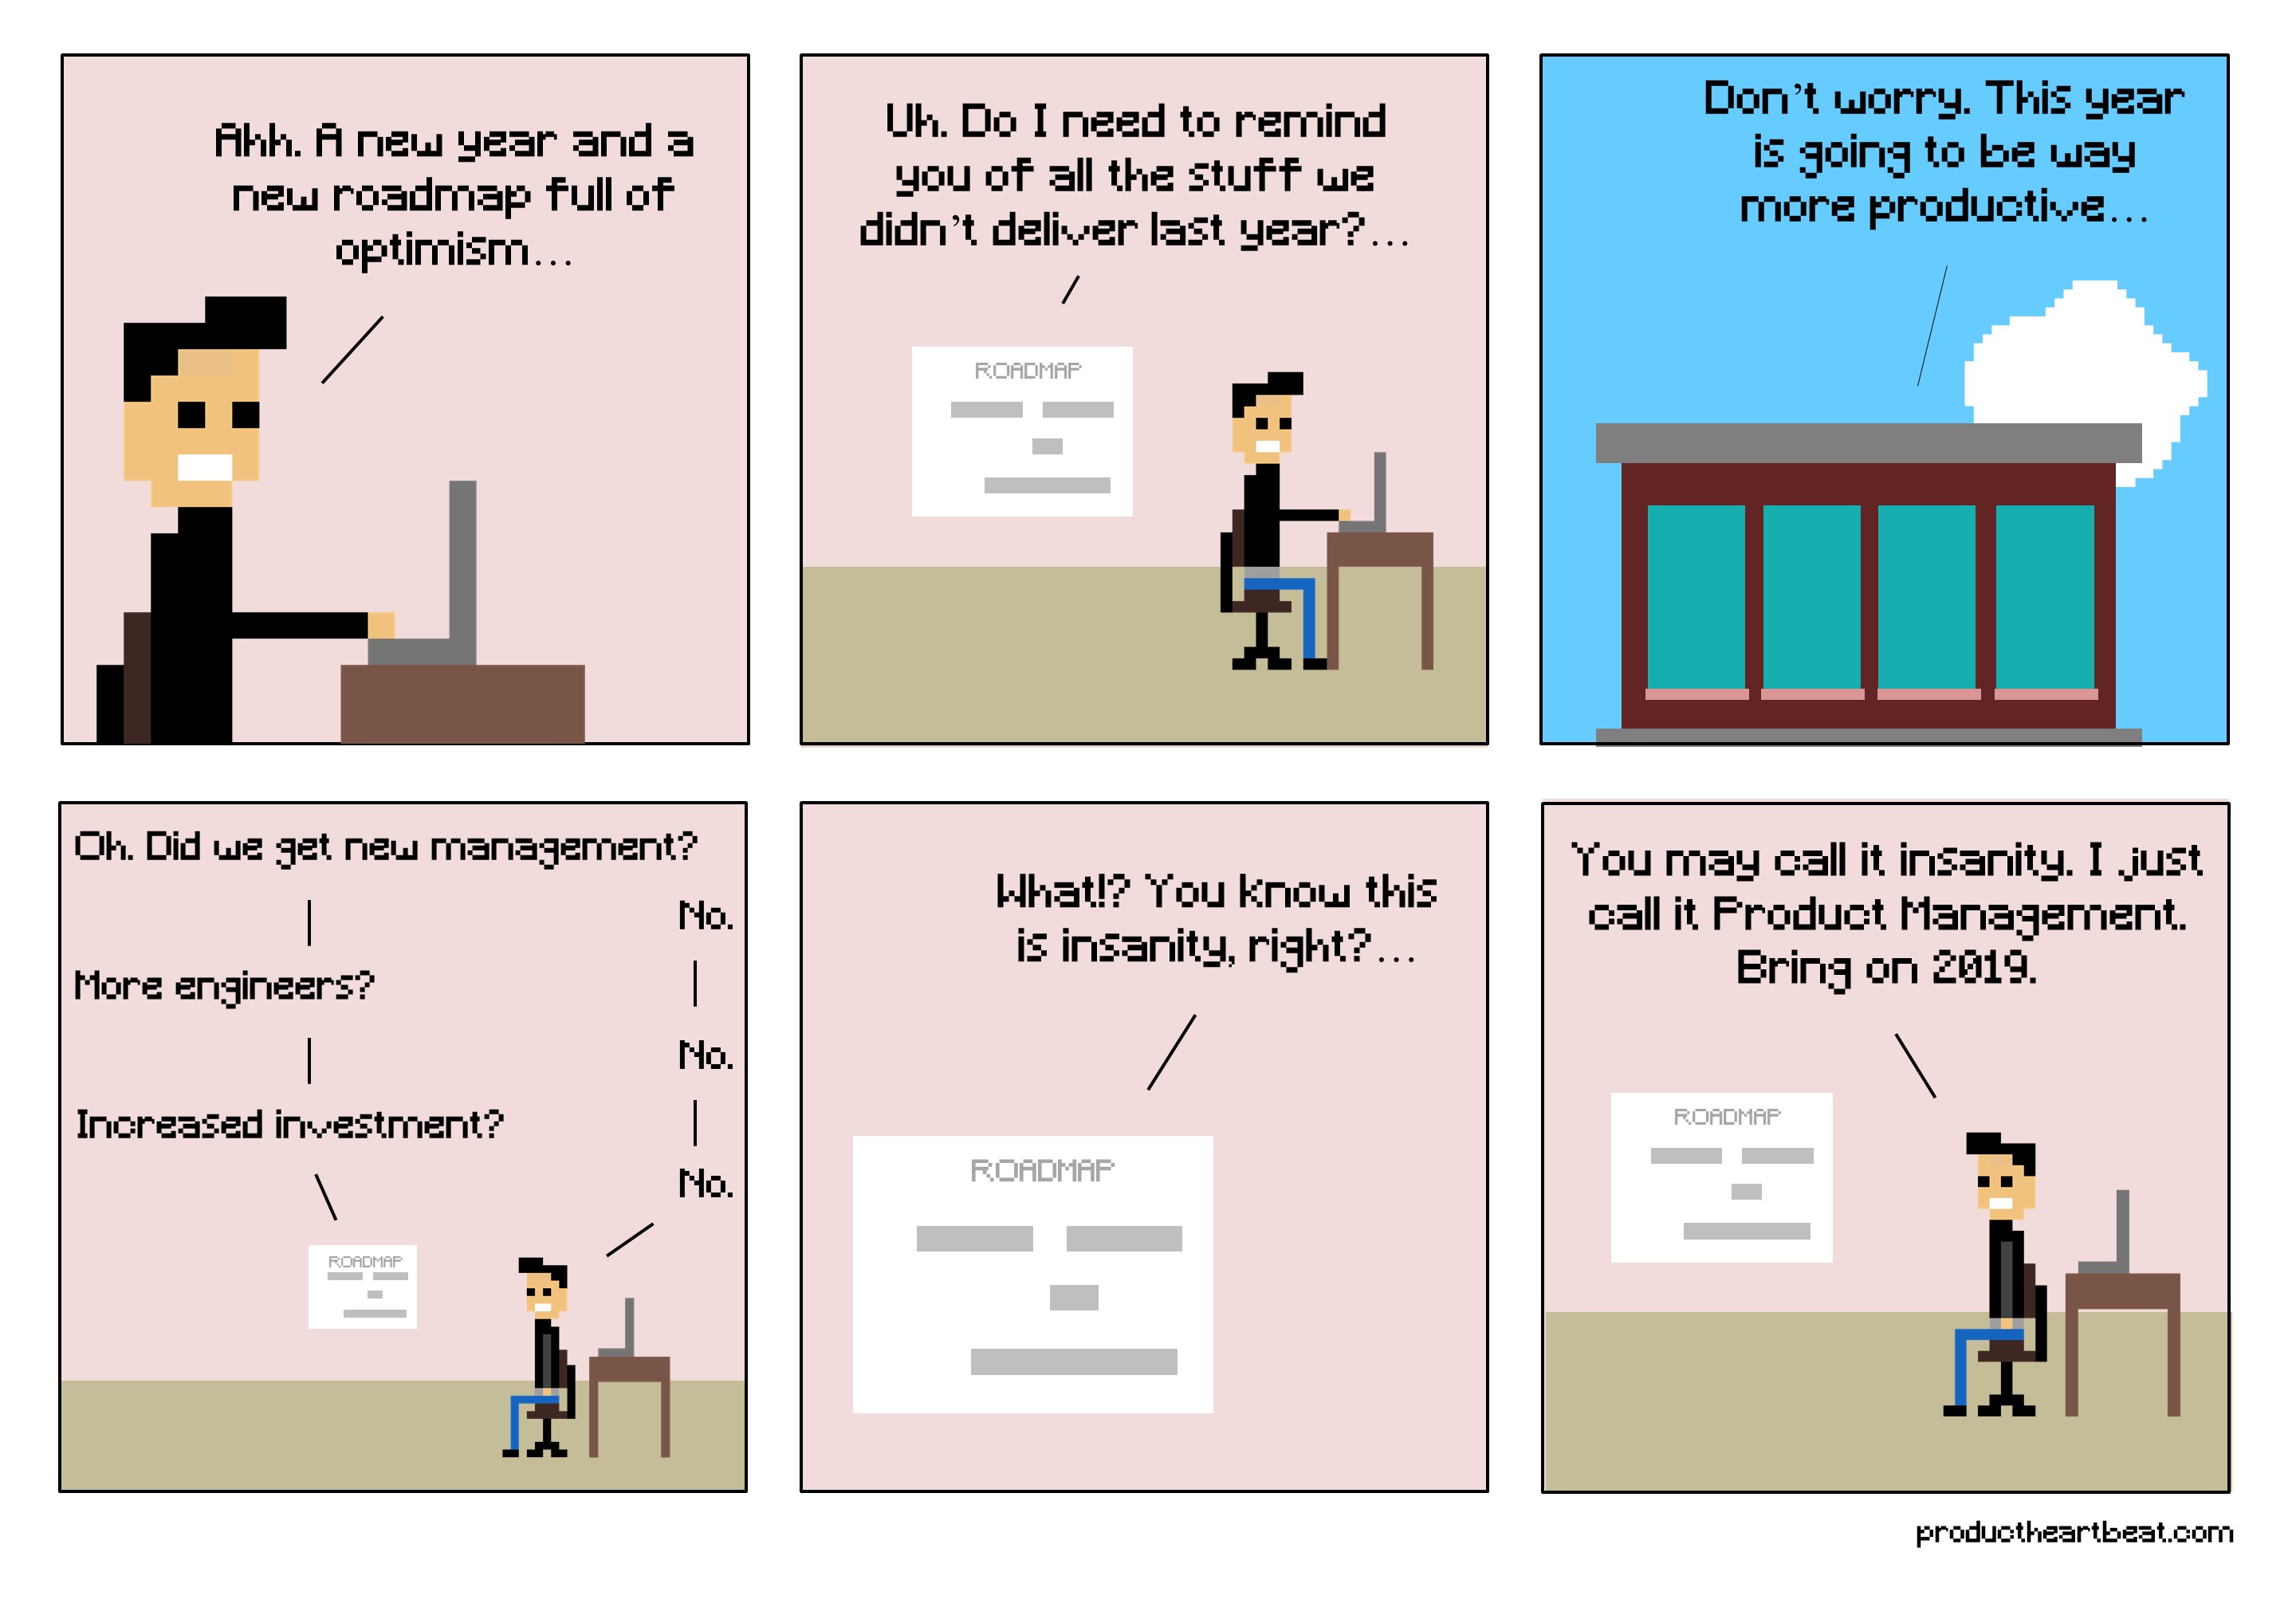 Ahh. A new year and a
new roadmap full of
optimism...
Uh. Do I need to remind
you of all the stuff we
didn't deliver last year?...
ROADMAP
Don't worry. This year
is going to be way
more productive...
Oh. Did we get new management?
No.
More engineers?
No.
Increased investment?
No.
ROADMAP
What!? You know this
is insanity, right?...
ROADMAP
You may call it insanity. I just
call it Product Management.
Bring on 2019.
ROADMAP
productheartbeat.com